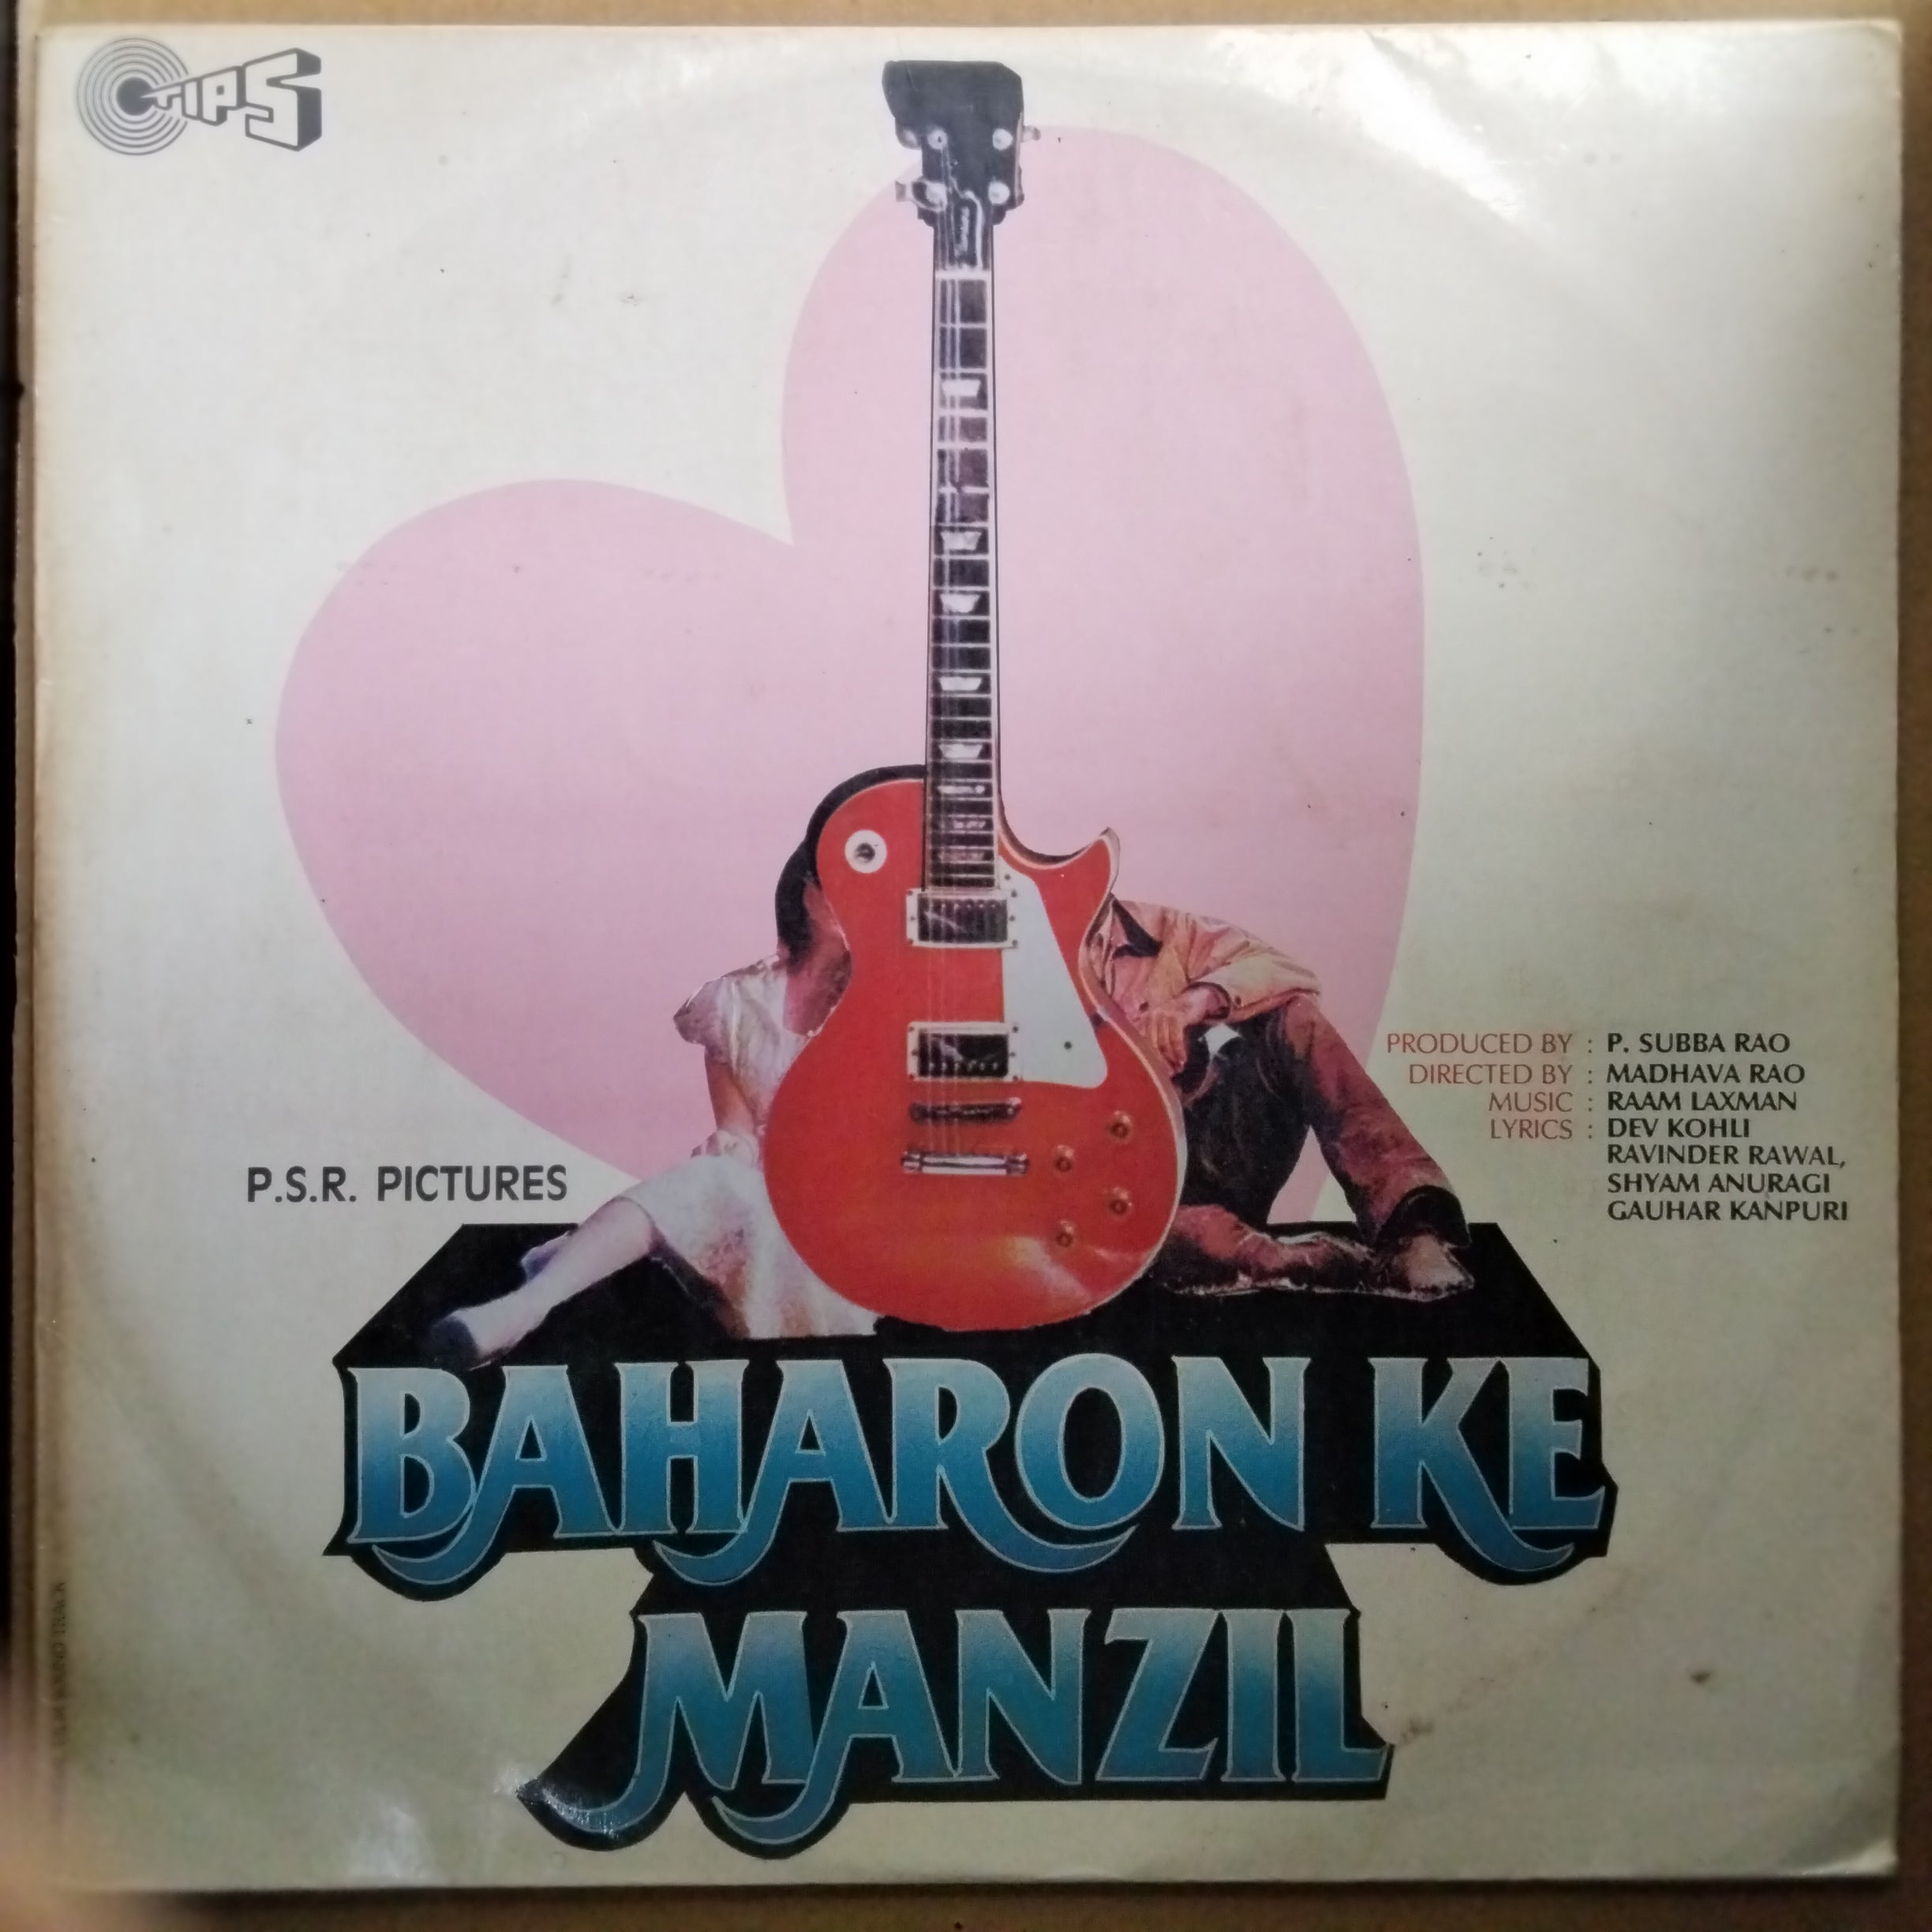 TIPS
PRODUCED BY : P. SUBBA RAO
DIRECTED BY : MADHAVA RAO
MUSIC : RAAM LAXMAN
LYRICS : DEV KOHLI
RAVINDER RAWAL,
SHYAM ANURAGI
GAUHAR KANPURI
P.S.R. PICTURES
BAHARON KE
MANZIL